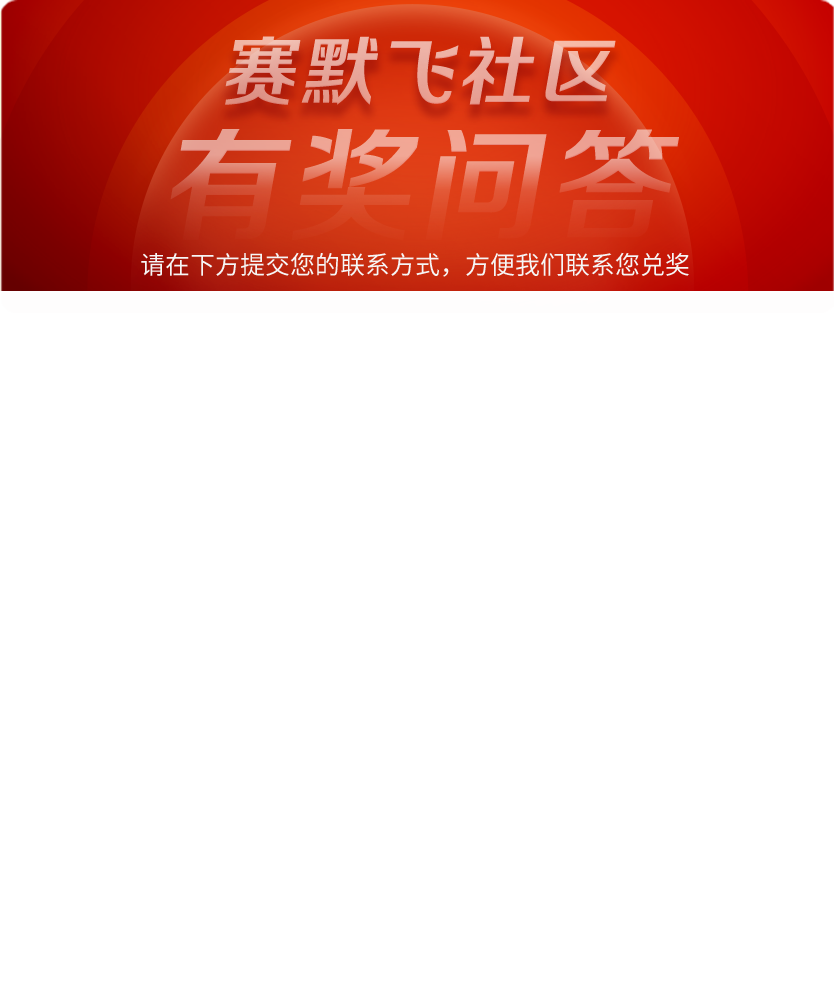 赛默飞社区
有奖问答
请在下方提交您的联系方式，方便我们联系您兑奖